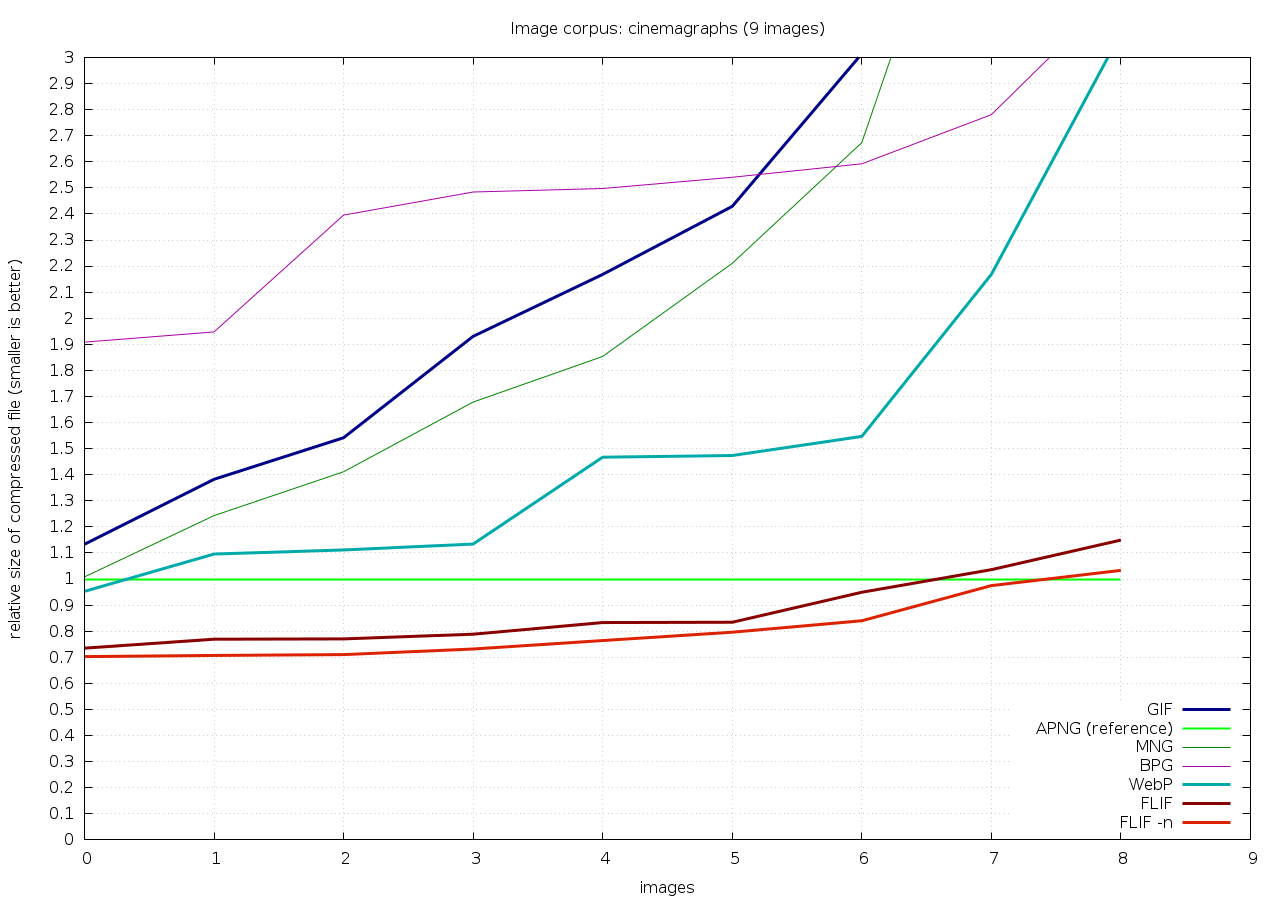 Image corpus: cinemagraphs (9 images)
relative size of compressed file (smaller is better)
3
2.9
2.8
2.7
2.6
2.5
2.4
2.3
2.2
2.1
2
1.9
1.8
1.7
1.6
1.5
1.4
1.3
1.2
1.1
1
0.9
0.8
0.7
0.6
0.5
0.4
0.3
0.2
0.1
0
GIF
APNG (reference)
MNG
BPG
WebP
FLIF
FLIF -n
0 1 2 3 4 5 6 7 8 9
images